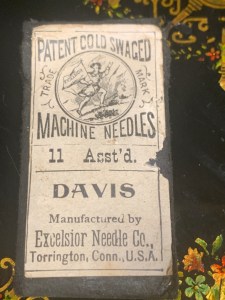 PATENT COLD SWAGED
TRADE MARK
MACHINE NEEDLES
11 Asst'd.
DAVIS
Manufactured by
Excelsior Needle Co.,
Torrington, Conn., U.S.A.